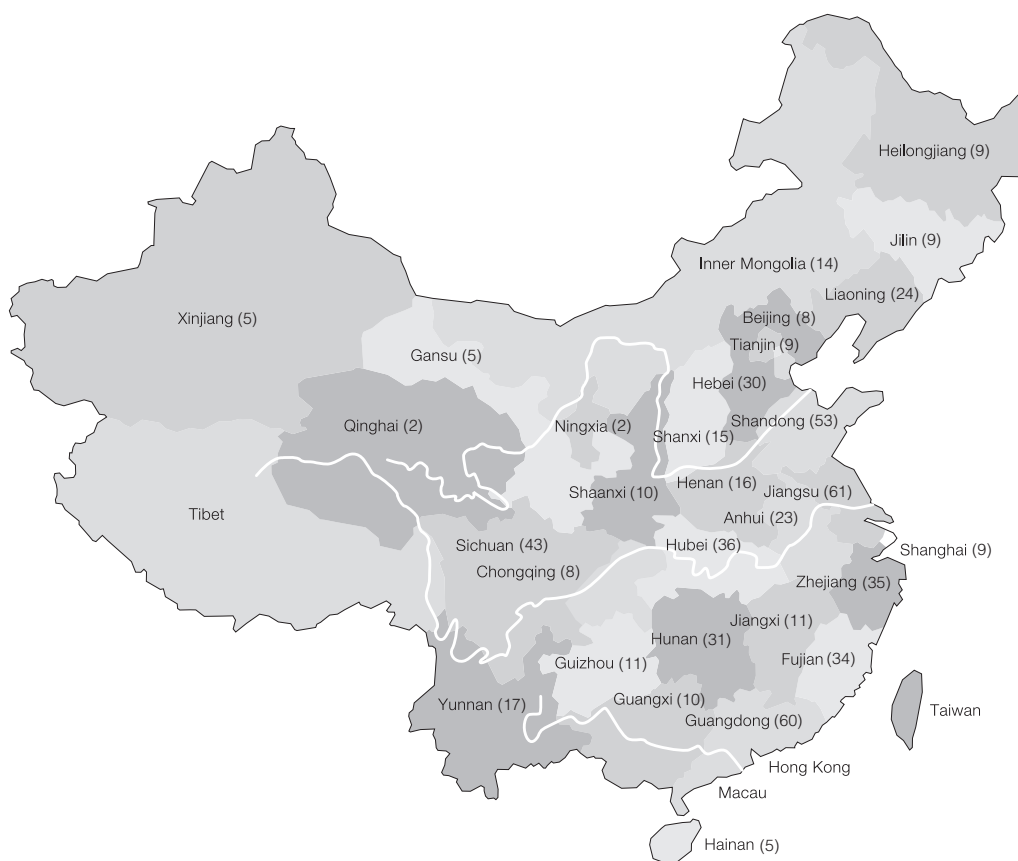 Heilongjiang (9)
Jilin (9)
Inner Mongolia (14)
Liaoning (24)
Beijing (8)
Xinjiang (5)
Tianjin (9)
Gansu (5)
Hebei (30)
Shandong (53)
Qinghai (2)
Ningxia (2)
Shanxi (15)
Henan (16)
Shaanxi (10)
Jiangsu (61)
Tibet
Anhui (23)
Sichuan (43)
Hubei (36)
Shanghai (9)
Chongqing (8)
Zhejiang (35)
Jiangxi (11)
Hunan (31)
Fujian (34)
Guizhou (11)
Guangxi (10)
Yunnan (17)
Guangdong (60)
Taiwan
Hong Kong
Macau
Hainan (5)